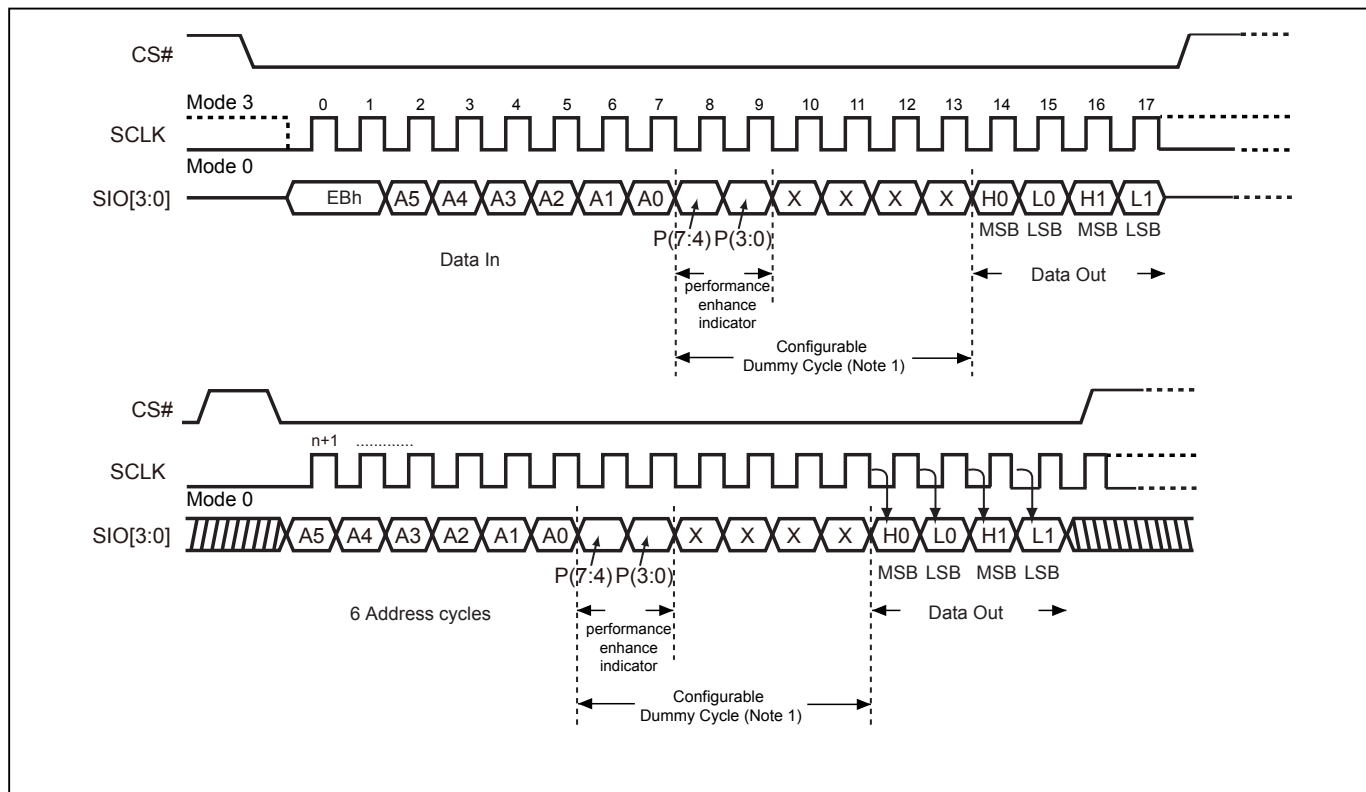 CS#
Mode 3
0 1 2 3 4 5 6 7 8 9 10 11 12 13 14 15 16 17
SCLK
Mode 0
SIO[3:0]
EBh A5 A4 A3 A2 A1 A0 X X X X H0 L0 H1 L1
MSB LSB MSB LSB
P(7:4) P(3:0)
Data In
Data Out
performance
enhance
indicator
Configurable
Dummy Cycle (Note 1)
CS#
n+1 .............
SCLK
Mode 0
SIO[3:0]
A5 A4 A3 A2 A1 A0 X X X X H0 L0 H1 L1
MSB LSB MSB LSB
P(7:4) P(3:0)
6 Address cycles
Data Out
performance
enhance
indicator
Configurable
Dummy Cycle (Note 1)